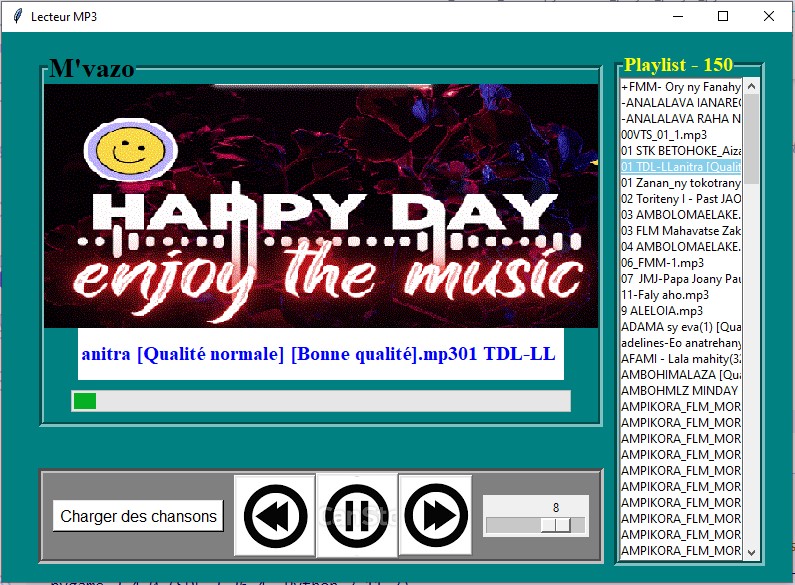 Lecteur MP3
M'vazo
HAPPY DAY
enjoy the music
anitra [Qualité normale] [Bonne qualité].mp301 TDL-LL
Charger des chansons
8
Playlist - 150
+FMM- Ory ny Fanahy
-ANALALAVA IANAREO
-ANALALAVA RAHA N
00VTS_01_1.mp3
01 STK BETOHOKE_Aiza
01 TDL-LLanitra [Qualit
01 Zanan_ny tokotrany
02 Toriteny I - Past JAO
03 AMBOLOMAELAKE.
03 FLM Mahavatse Zak
04 AMBOLOMAELAKE.
06_FMM-1.mp3
07 JMJ-Papa Joany Pau
11-Faly aho.mp3
9 ALELOIA.mp3
ADAMA sy eva(1) [Qua
adelines-Eo anatrehany
AFAMI - Lala mahity(32
AMBOHIMALAZA [Qua
AMBOHMLZ MINDAY
AMPIKORA_FLM_MOR
AMPIKORA_FLM_MOR
AMPIKORA_FLM_MOR
AMPIKORA_FLM_MOR
AMPIKORA_FLM_MOR
AMPIKORA_FLM_MOR
AMPIKORA_FLM_MOR
AMPIKORA_FLM_MOR
AMPIKORA_FLM_MOR
AMPIKORA_FLM_MOR